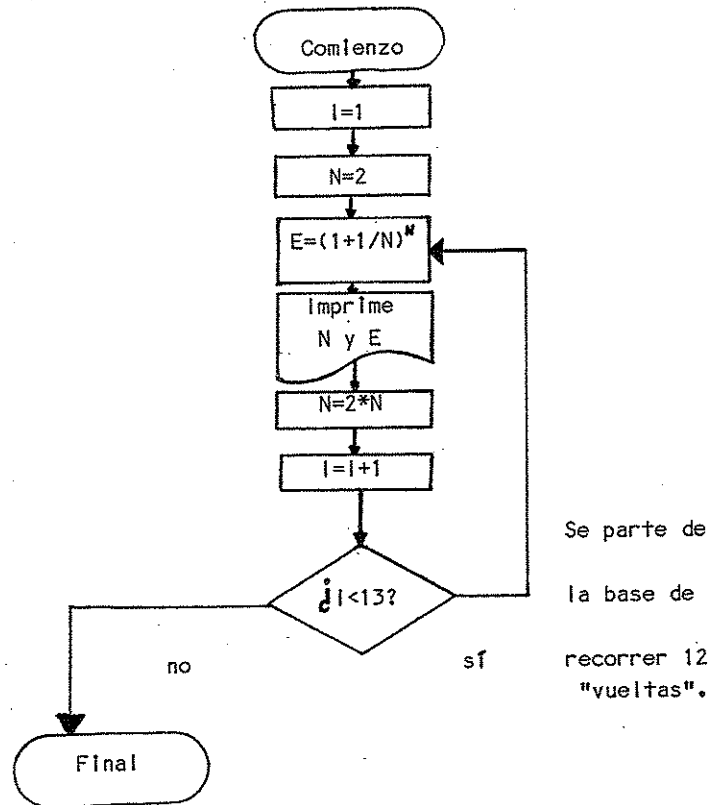 Comienzo
I=1
N=2
E=(1+1/N)ᴺ
Imprime
N y E
N=2*N
I=I+1
¿I<13?
no
sí
Se parte de
la base de
recorrer 12
"vueltas".
Final